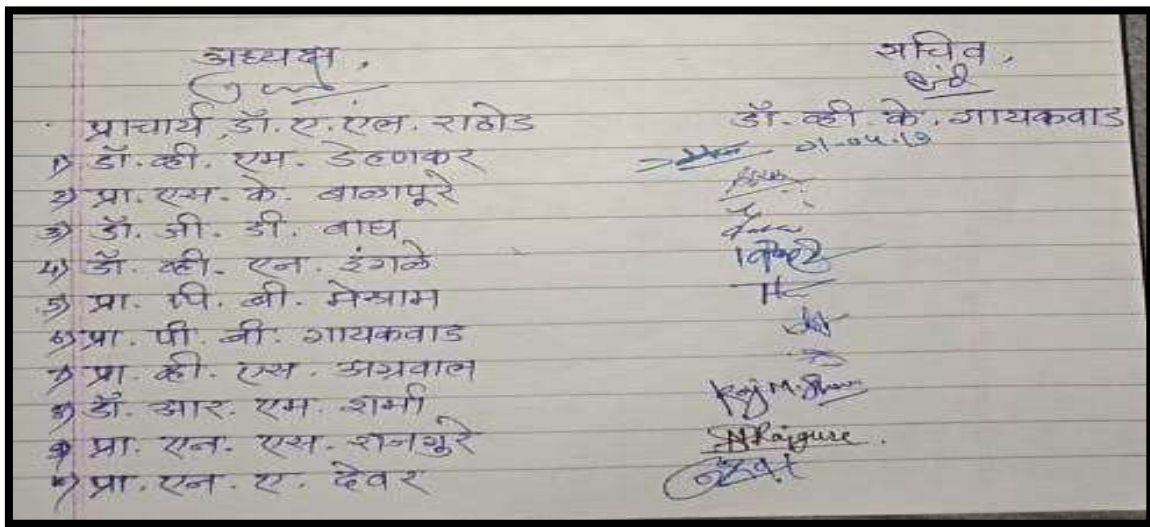 अध्यक्ष, सचिव,
प्राचार्य डॉ. ए. एल. राठोड डॉ. व्ही. के. गायकवाड
1) डॉ. व्ही. एम. डेहणकर
2) प्रा. एस. के. बाळापूरे
3) डॉ. जी. डी. वाघ
4) डॉ. व्ही. एन. इंगळे
5) प्रा. पी. बी. मेश्राम
6) प्रा. पी. बी. गायकवाड
7) प्रा. व्ही. एस. अग्रवाल
8) डॉ. आर. एम. शर्मा
9) प्रा. एन. एस. राजगूरे SNRajgure.
10) प्रा. एन. ए. देवर